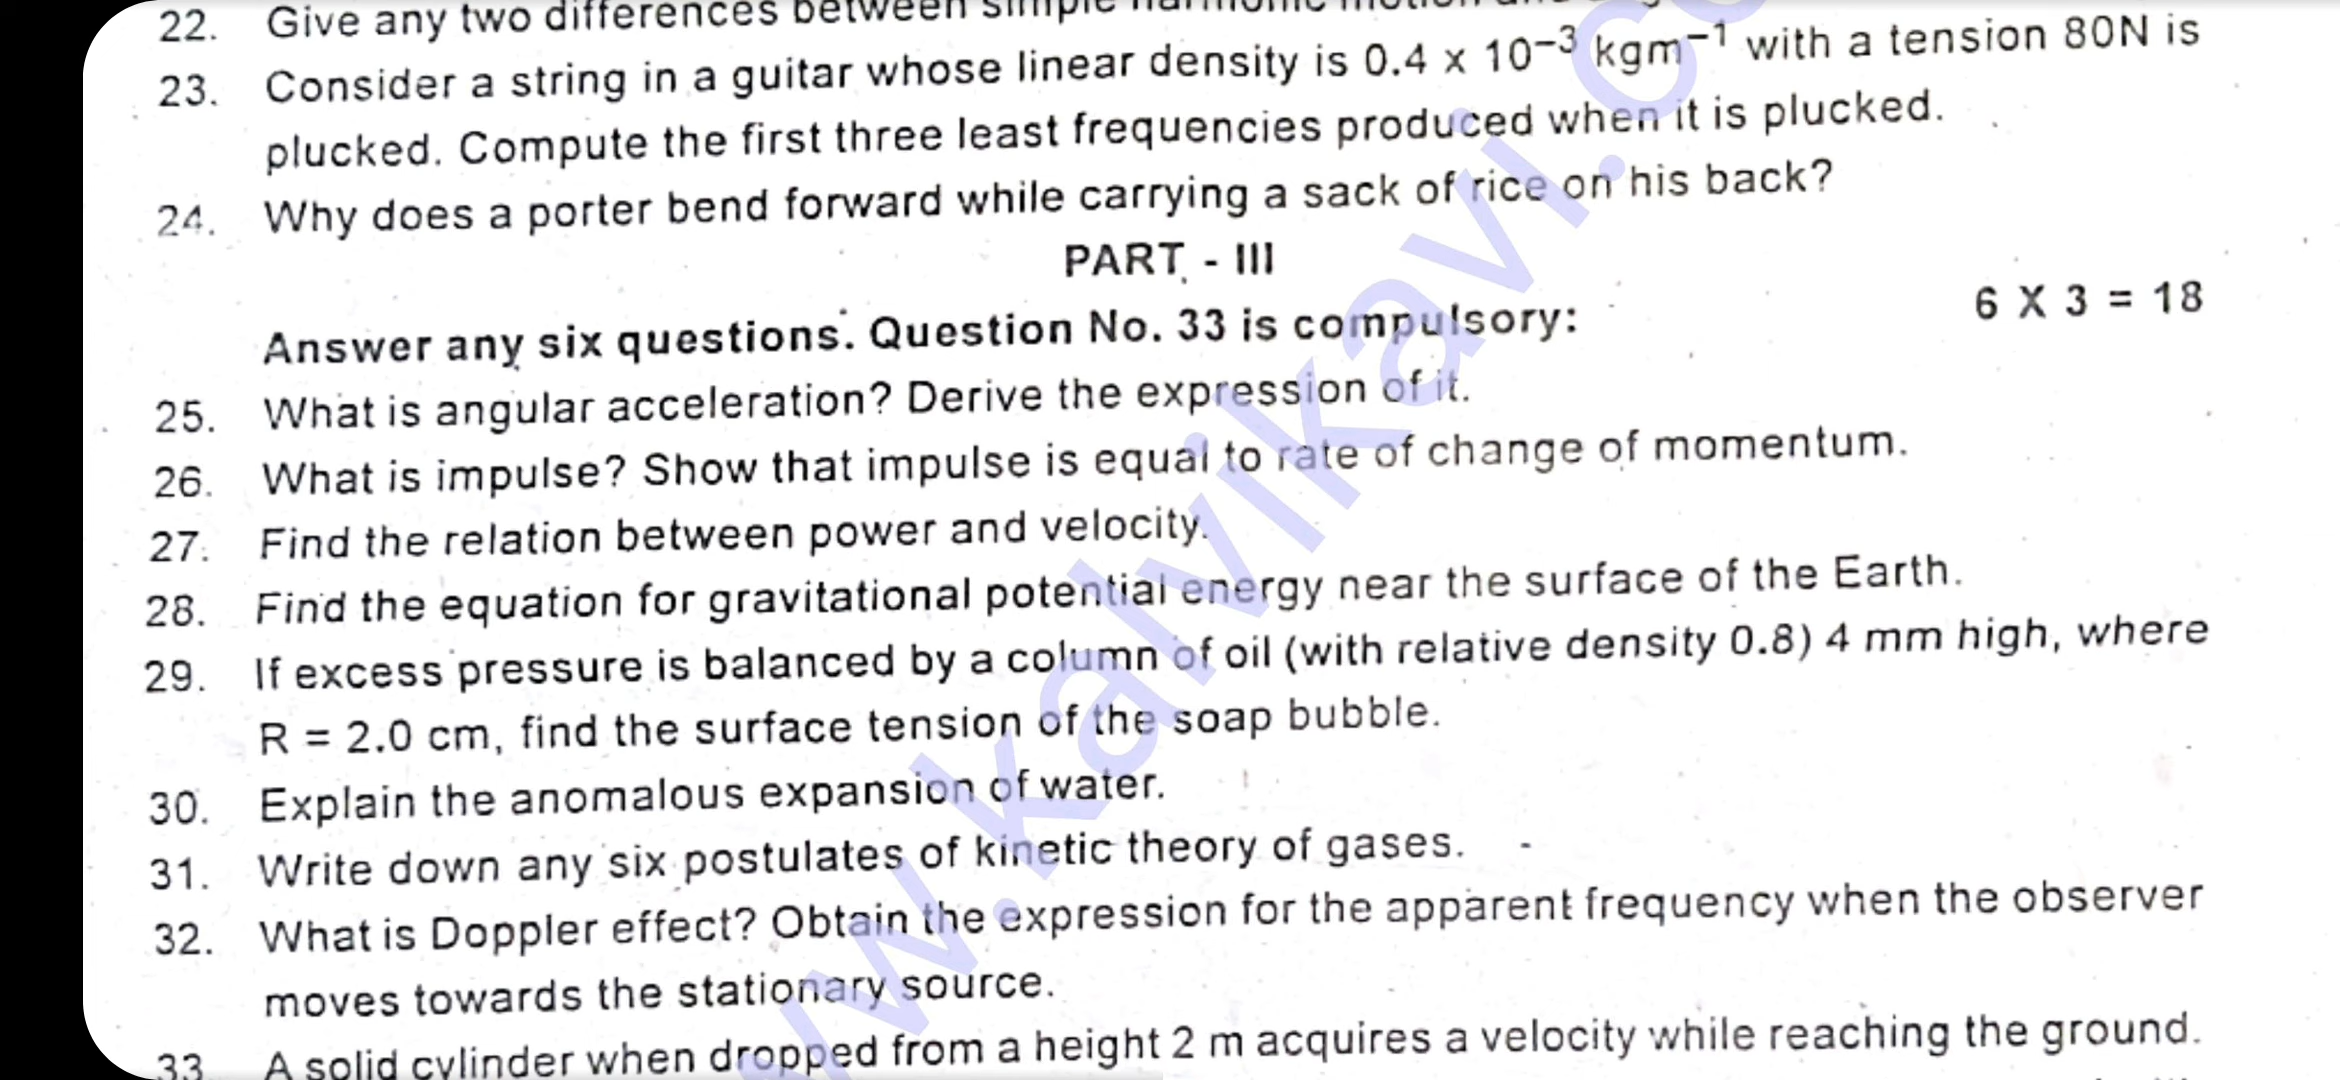 22. Give any two differences between simple harmonic motion and
23. Consider a string in a guitar whose linear density is 0.4 x 10⁻³ kgm⁻¹ with a tension 80N is
plucked. Compute the first three least frequencies produced when it is plucked.
24. Why does a porter bend forward while carrying a sack of rice on his back?
PART - III
Answer any six questions. Question No. 33 is compulsory: 6 X 3 = 18
25. What is angular acceleration? Derive the expression of it.
26. What is impulse? Show that impulse is equal to rate of change of momentum.
27. Find the relation between power and velocity.
28. Find the equation for gravitational potential energy near the surface of the Earth.
29. If excess pressure is balanced by a column of oil (with relative density 0.8) 4 mm high, where
R = 2.0 cm, find the surface tension of the soap bubble.
30. Explain the anomalous expansion of water.
31. Write down any six postulates of kinetic theory of gases.
32. What is Doppler effect? Obtain the expression for the apparent frequency when the observer
moves towards the stationary source.
33. A solid cylinder when dropped from a height 2 m acquires a velocity while reaching the ground.
w.kalvikavi.co